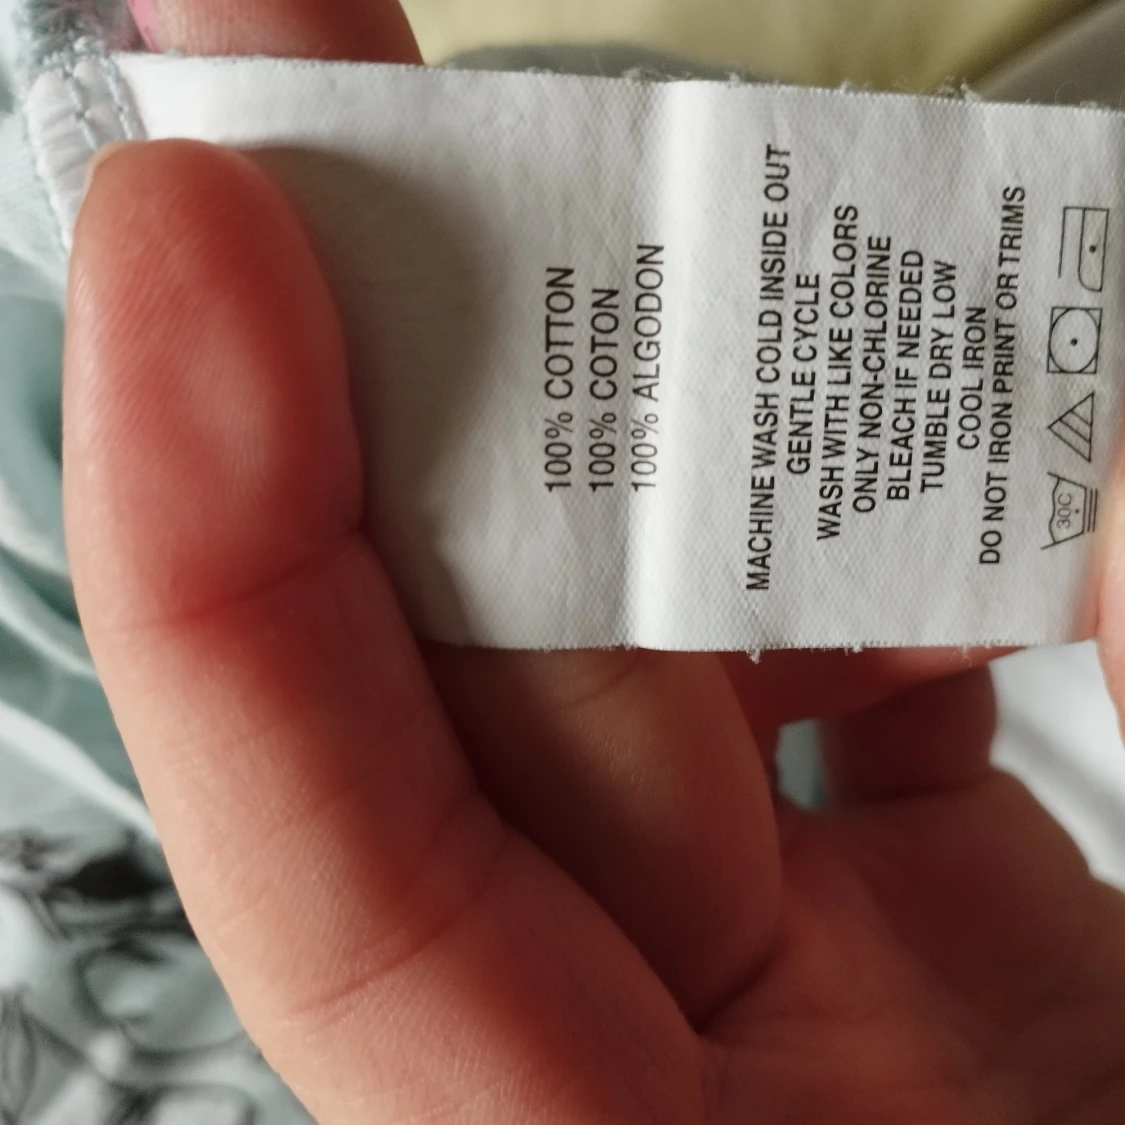 100% COTTON
100% COTON
100% ALGODON
MACHINE WASH COLD INSIDE OUT
GENTLE CYCLE
WASH WITH LIKE COLORS
ONLY NON-CHLORINE
BLEACH IF NEEDED
TUMBLE DRY LOW
COOL IRON
DO NOT IRON PRINT OR TRIMS
30C